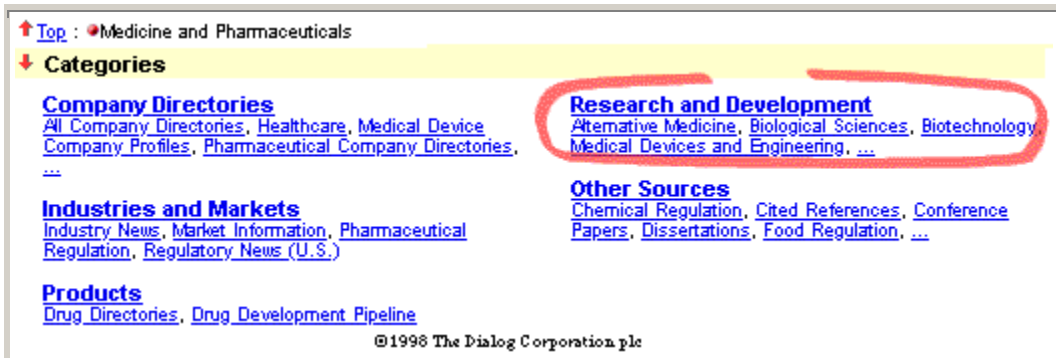 Top : Medicine and Pharmaceuticals
Categories
Company Directories
All Company Directories, Healthcare, Medical Device
Company Profiles, Pharmaceutical Company Directories,
...
Industries and Markets
Industry News, Market Information, Pharmaceutical
Regulation, Regulatory News (U.S.)
Products
Drug Directories, Drug Development Pipeline
Research and Development
Alternative Medicine, Biological Sciences, Biotechnology,
Medical Devices and Engineering, ...
Other Sources
Chemical Regulation, Cited References, Conference
Papers, Dissertations, Food Regulation, ...
©1998 The Dialog Corporation plc